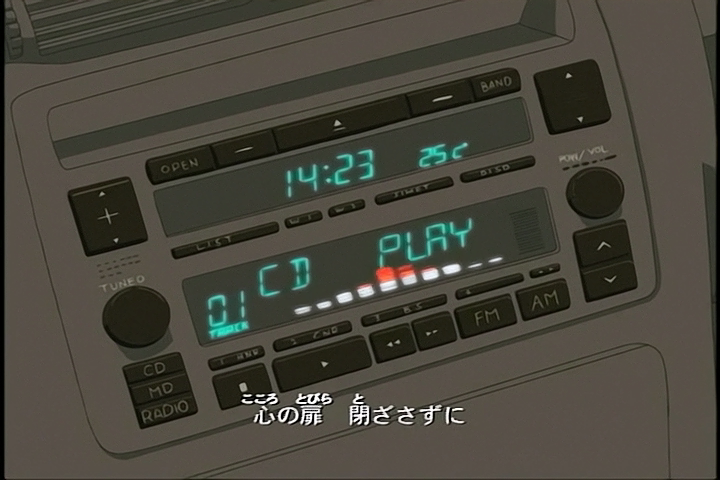 OPEN
BAND
14:23 25c
POW/VOL
LIST
DISP
TUNED
CD PLAY
01
TRACK
FM AM
CD
MD
RADIO
こころ とびら と
心の扉 閉ざさずに